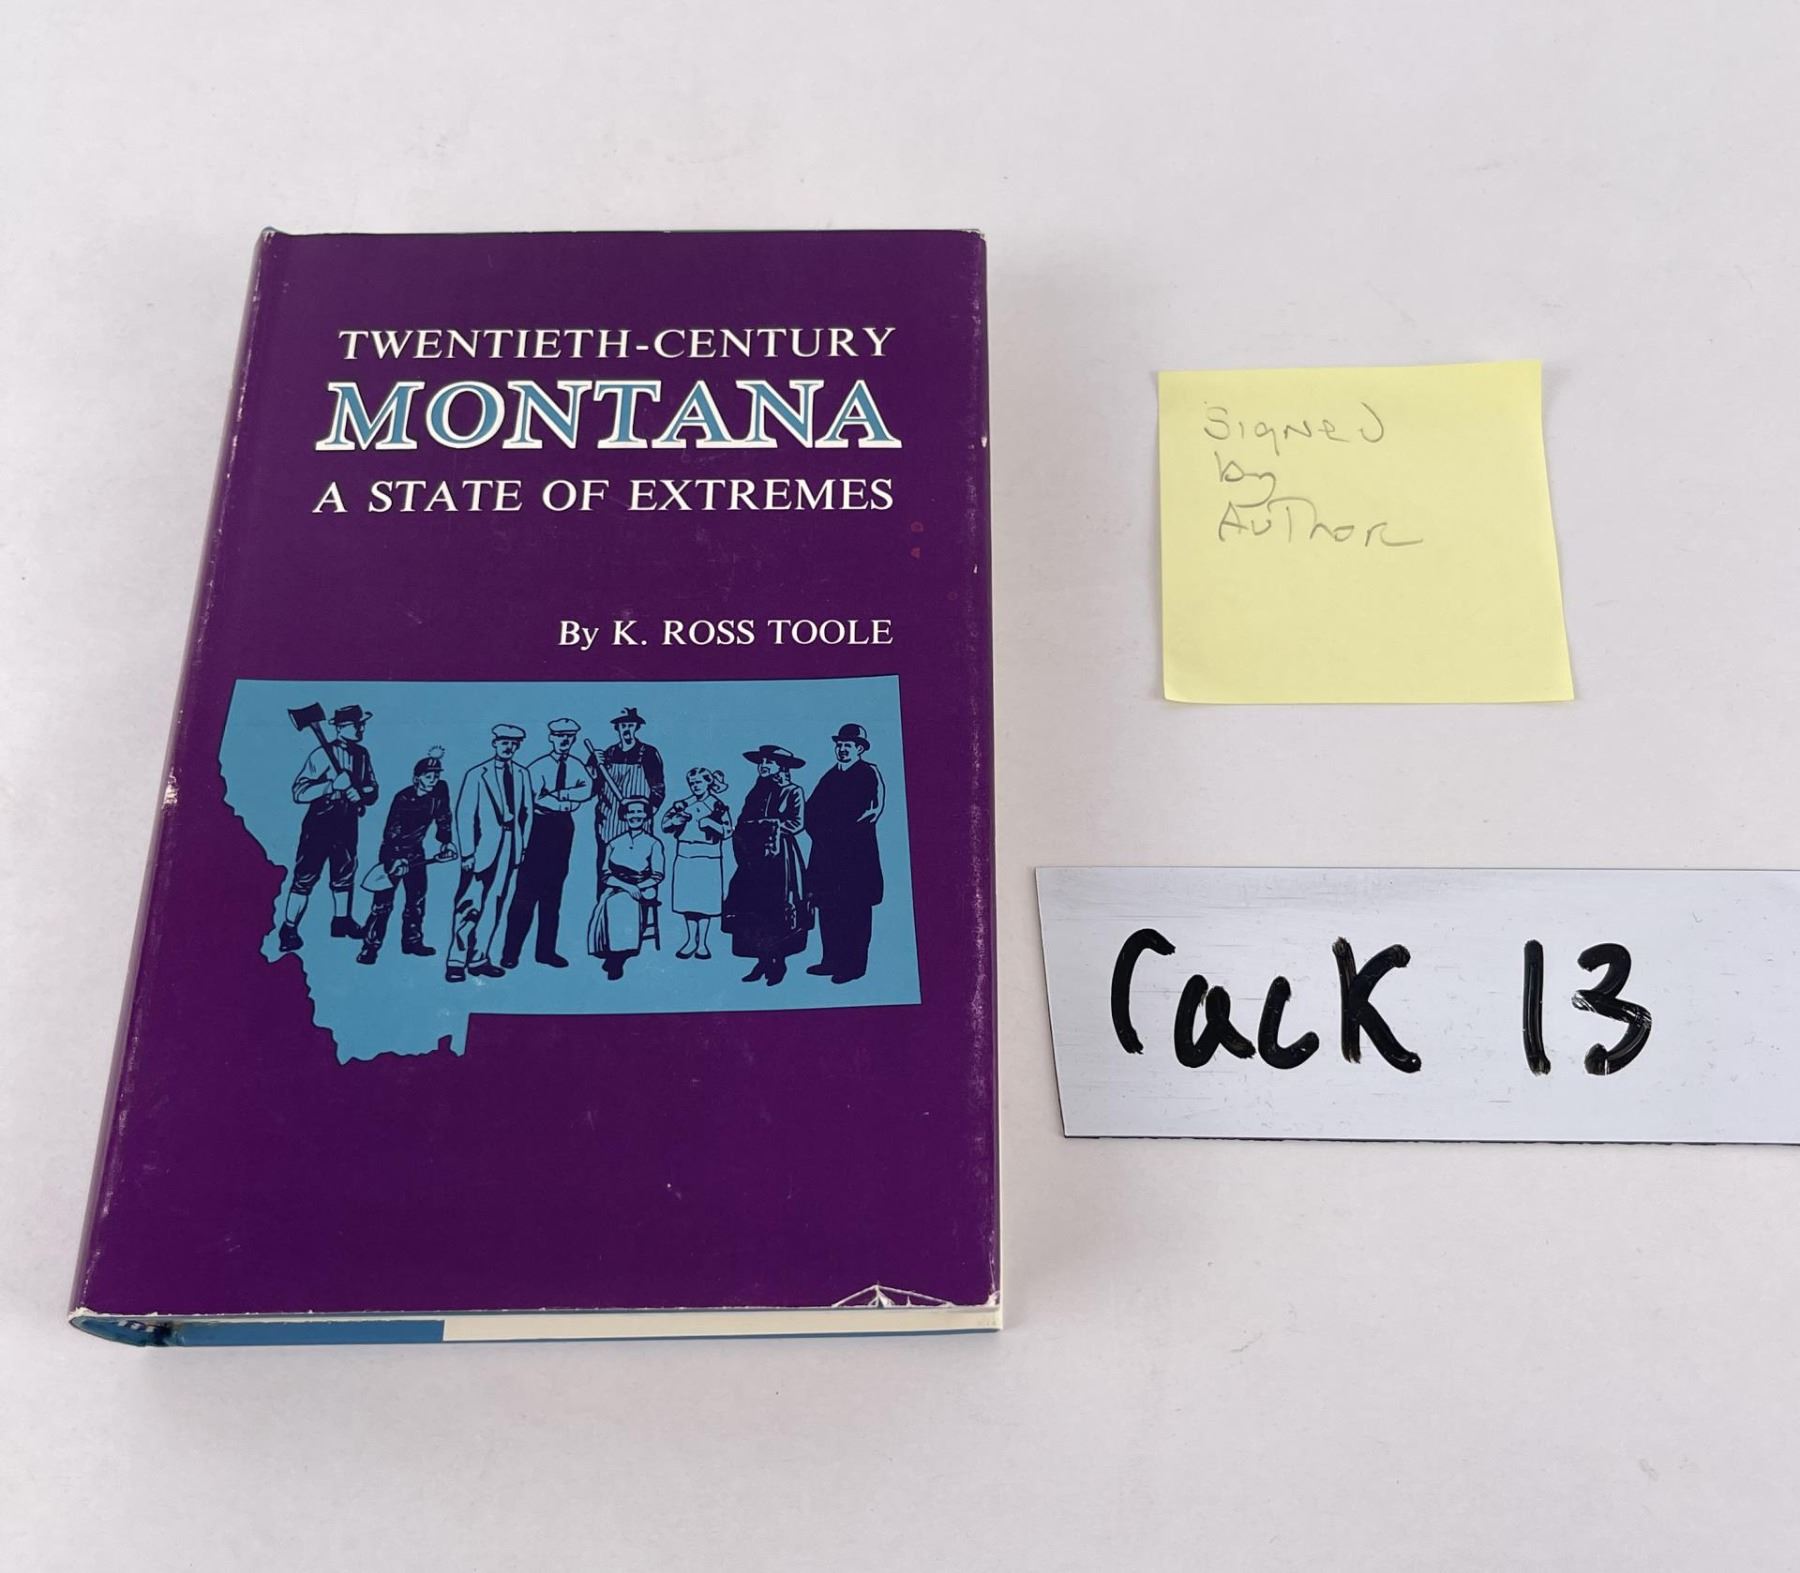 TWENTIETH-CENTURY
MONTANA
A STATE OF EXTREMES
By K. ROSS TOOLE
Signed
by
Author
rack 13